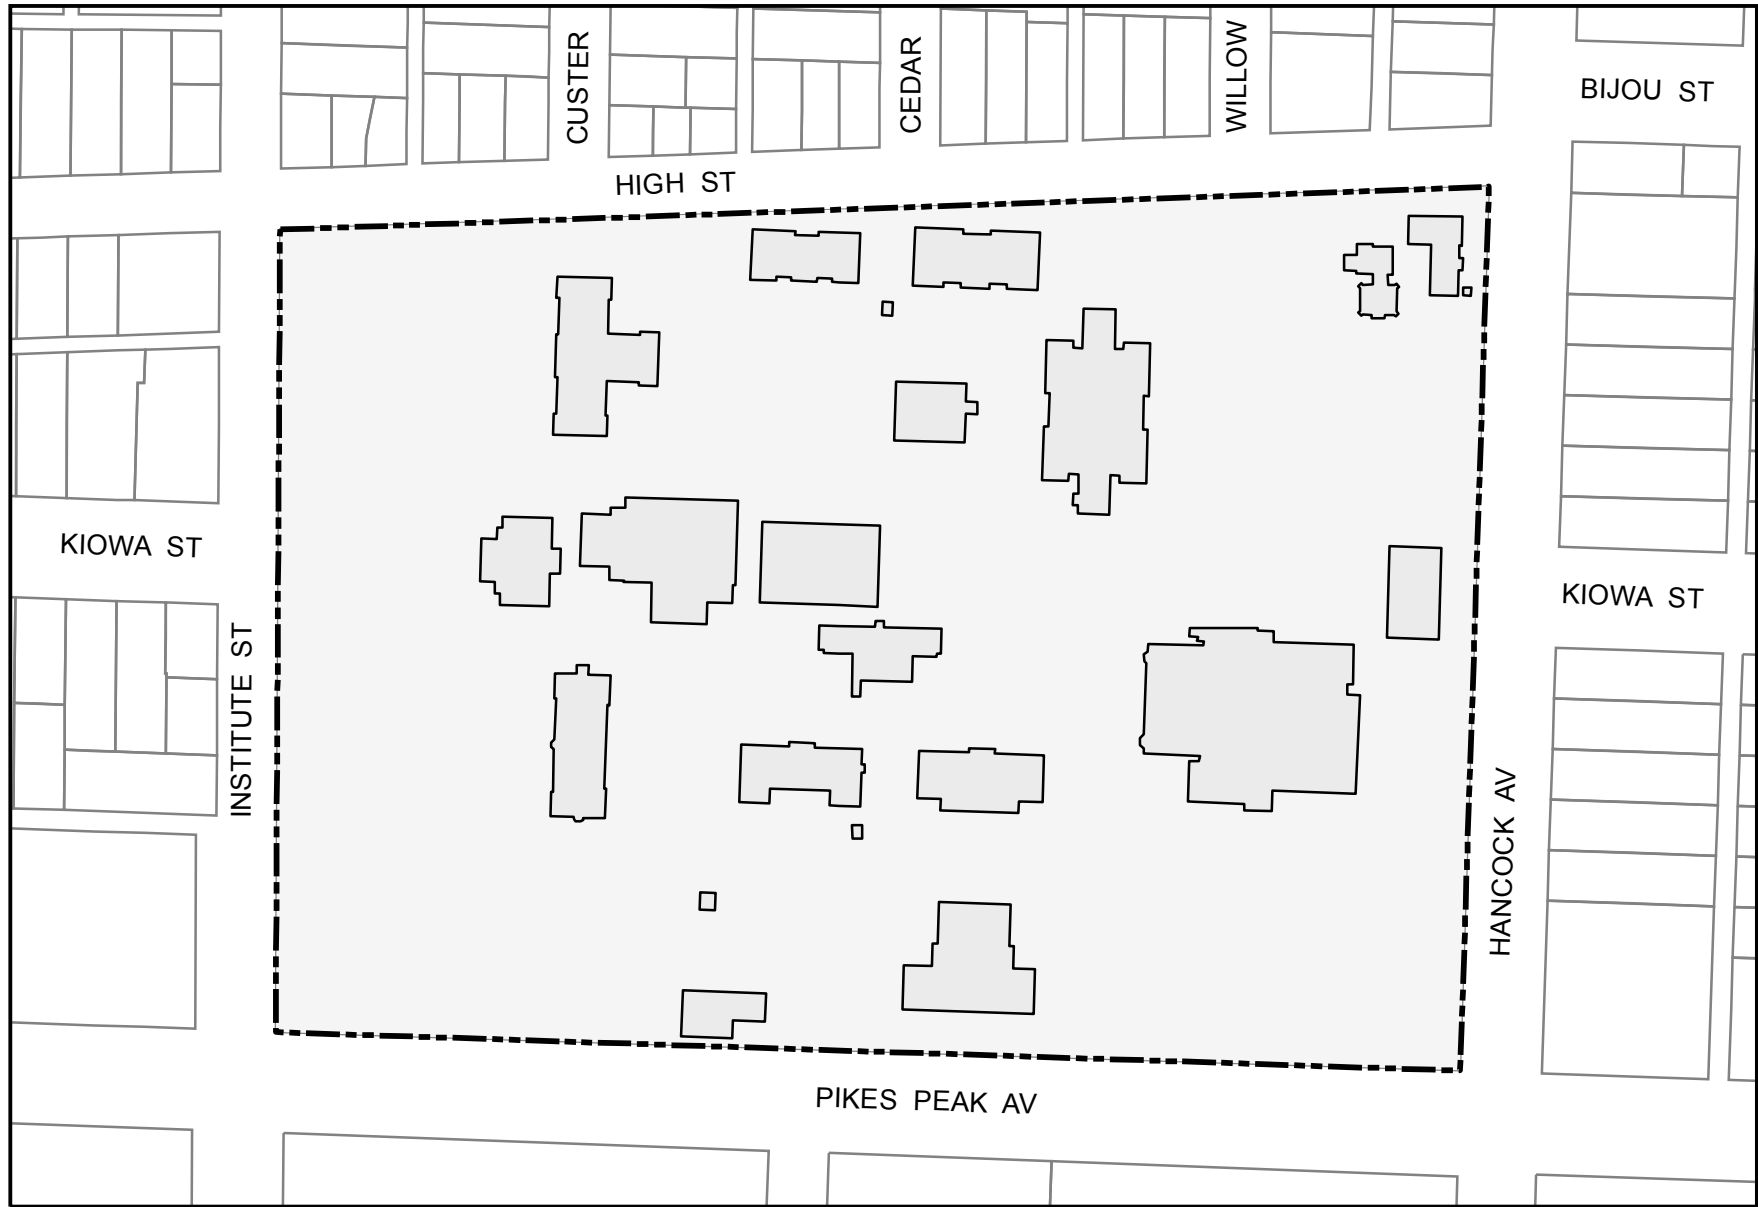 CUSTER
CEDAR
WILLOW
BIJOU ST
HIGH ST
KIOWA ST
KIOWA ST
INSTITUTE ST
HANCOCK AV
PIKES PEAK AV